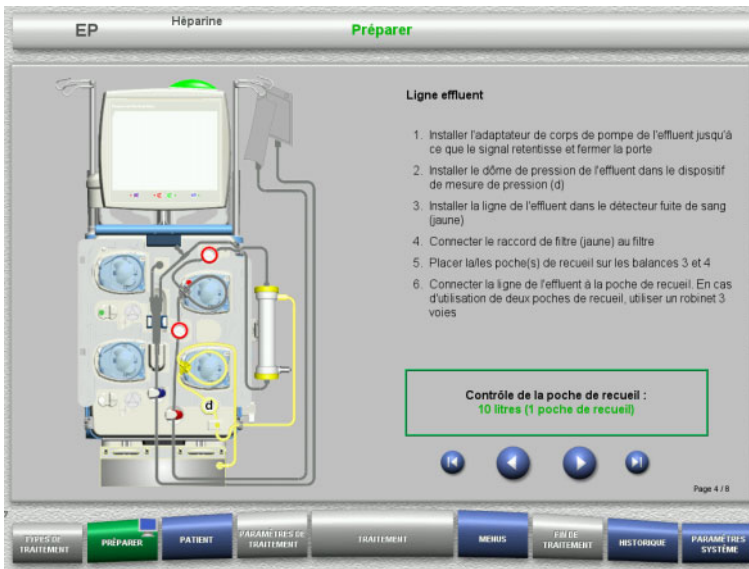 EP
Héparine
Préparer
Ligne effluent
1. Installer l'adaptateur de corps de pompe de l'effluent jusqu'à
ce que le signal retentisse et fermer la porte
2. Installer le dôme de pression de l'effluent dans le dispositif
de mesure de pression (d)
3. Installer la ligne de l'effluent dans le détecteur fuite de sang
(jaune)
4. Connecter le raccord de filtre (jaune) au filtre
5. Placer la/les poche(s) de recueil sur les balances 3 et 4
6. Connecter la ligne de l'effluent à la poche de recueil. En cas
d'utilisation de deux poches de recueil, utiliser un robinet 3
voies
d
Contrôle de la poche de recueil :
10 litres (1 poche de recueil)
Page 4 / 8
TYPES DE
TRAITEMENT
PRÉPARER
PATIENT
PARAMÈTRES DE
TRAITEMENT
TRAITEMENT
MENUS
FIN DE
TRAITEMENT
HISTORIQUE
PARAMÈTRES
SYSTÈME